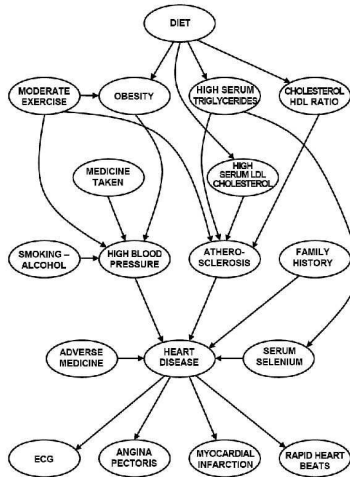 DIET
MODERATE
EXERCISE
OBESITY
HIGH SERUM
TRIGLYCERIDES
CHOLESTEROL
HDL RATIO
MEDICINE
TAKEN
HIGH
SERUM LDL
CHOLESTEROL
SMOKING –
ALCOHOL
HIGH BLOOD
PRESSURE
ATHERO-
SCLEROSIS
FAMILY
HISTORY
ADVERSE
MEDICINE
HEART
DISEASE
SERUM
SELENIUM
ECG
ANGINA
PECTORIS
MYOCARDIAL
INFARCTION
RAPID HEART
BEATS